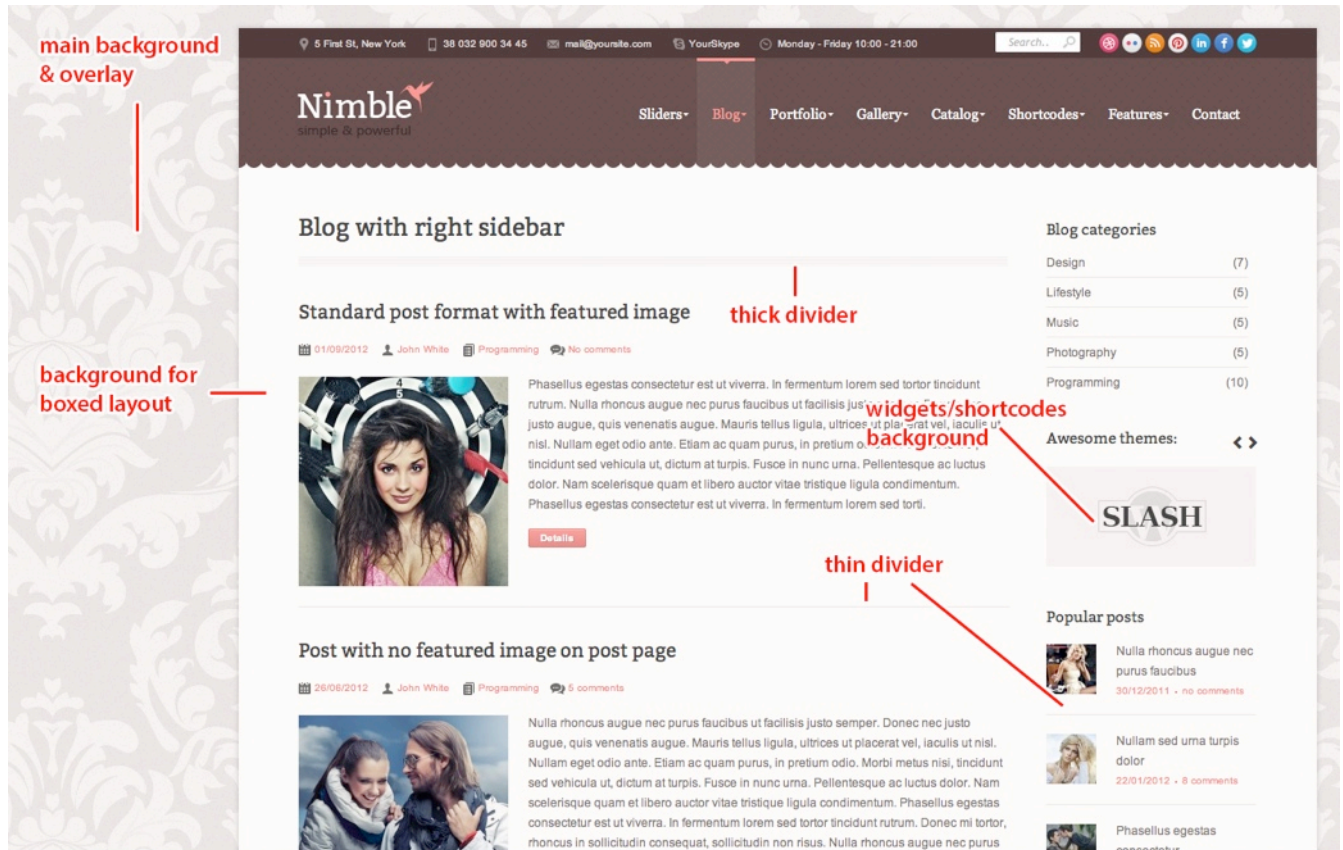 main background
& overlay
5 First St, New York 38 032 900 34 45 mail@yoursite.com YourSkype Monday - Friday 10:00 - 21:00 Search..
Nimble
simple & powerful
Sliders Blog Portfolio Gallery Catalog Shortcodes Features Contact
Blog with right sidebar
thick divider
Standard post format with featured image
01/09/2012 John White Programming No comments
background for
boxed layout
4
5
Phasellus egestas consectetur est ut viverra. In fermentum lorem sed tortor tincidunt
rutrum. Nulla rhoncus augue nec purus faucibus ut facilisis
justo augue, quis venenatis augue. Mauris tellus ligula, ultrices ut placerat vel, iaculis ut
nisl. Nullam eget odio ante. Etiam ac quam purus, in pretium
tincidunt sed vehicula ut, dictum at turpis. Fusce in nunc urna. Pellentesque ac luctus
dolor. Nam scelerisque quam et libero auctor vitae tristique ligula condimentum.
Phasellus egestas consectetur est ut viverra. In fermentum lorem sed torti.
Details
widgets/shortcodes
background
thin divider
Post with no featured image on post page
26/06/2012 John White Programming 5 comments
Nulla rhoncus augue nec purus faucibus ut facilisis justo semper. Donec nec justo
augue, quis venenatis augue. Mauris tellus ligula, ultrices ut placerat vel, iaculis ut nisl.
Nullam eget odio ante. Etiam ac quam purus, in pretium odio. Morbi metus nisi, tincidunt
sed vehicula ut, dictum at turpis. Fusce in nunc urna. Pellentesque ac luctus dolor. Nam
scelerisque quam et libero auctor vitae tristique ligula condimentum. Phasellus egestas
consectetur est ut viverra. In fermentum lorem sed tortor tincidunt rutrum. Donec mi tortor,
rhoncus in sollicitudin consequat, sollicitudin non risus. Nulla rhoncus augue nec purus
Blog categories
Design (7)
Lifestyle (5)
Music (5)
Photography (5)
Programming (10)
Awesome themes:
SLASH
Popular posts
Nulla rhoncus augue nec
purus faucibus
30/12/2011 • no comments
Nullam sed urna turpis
dolor
22/01/2012 • 8 comments
Phasellus egestas
consectetur